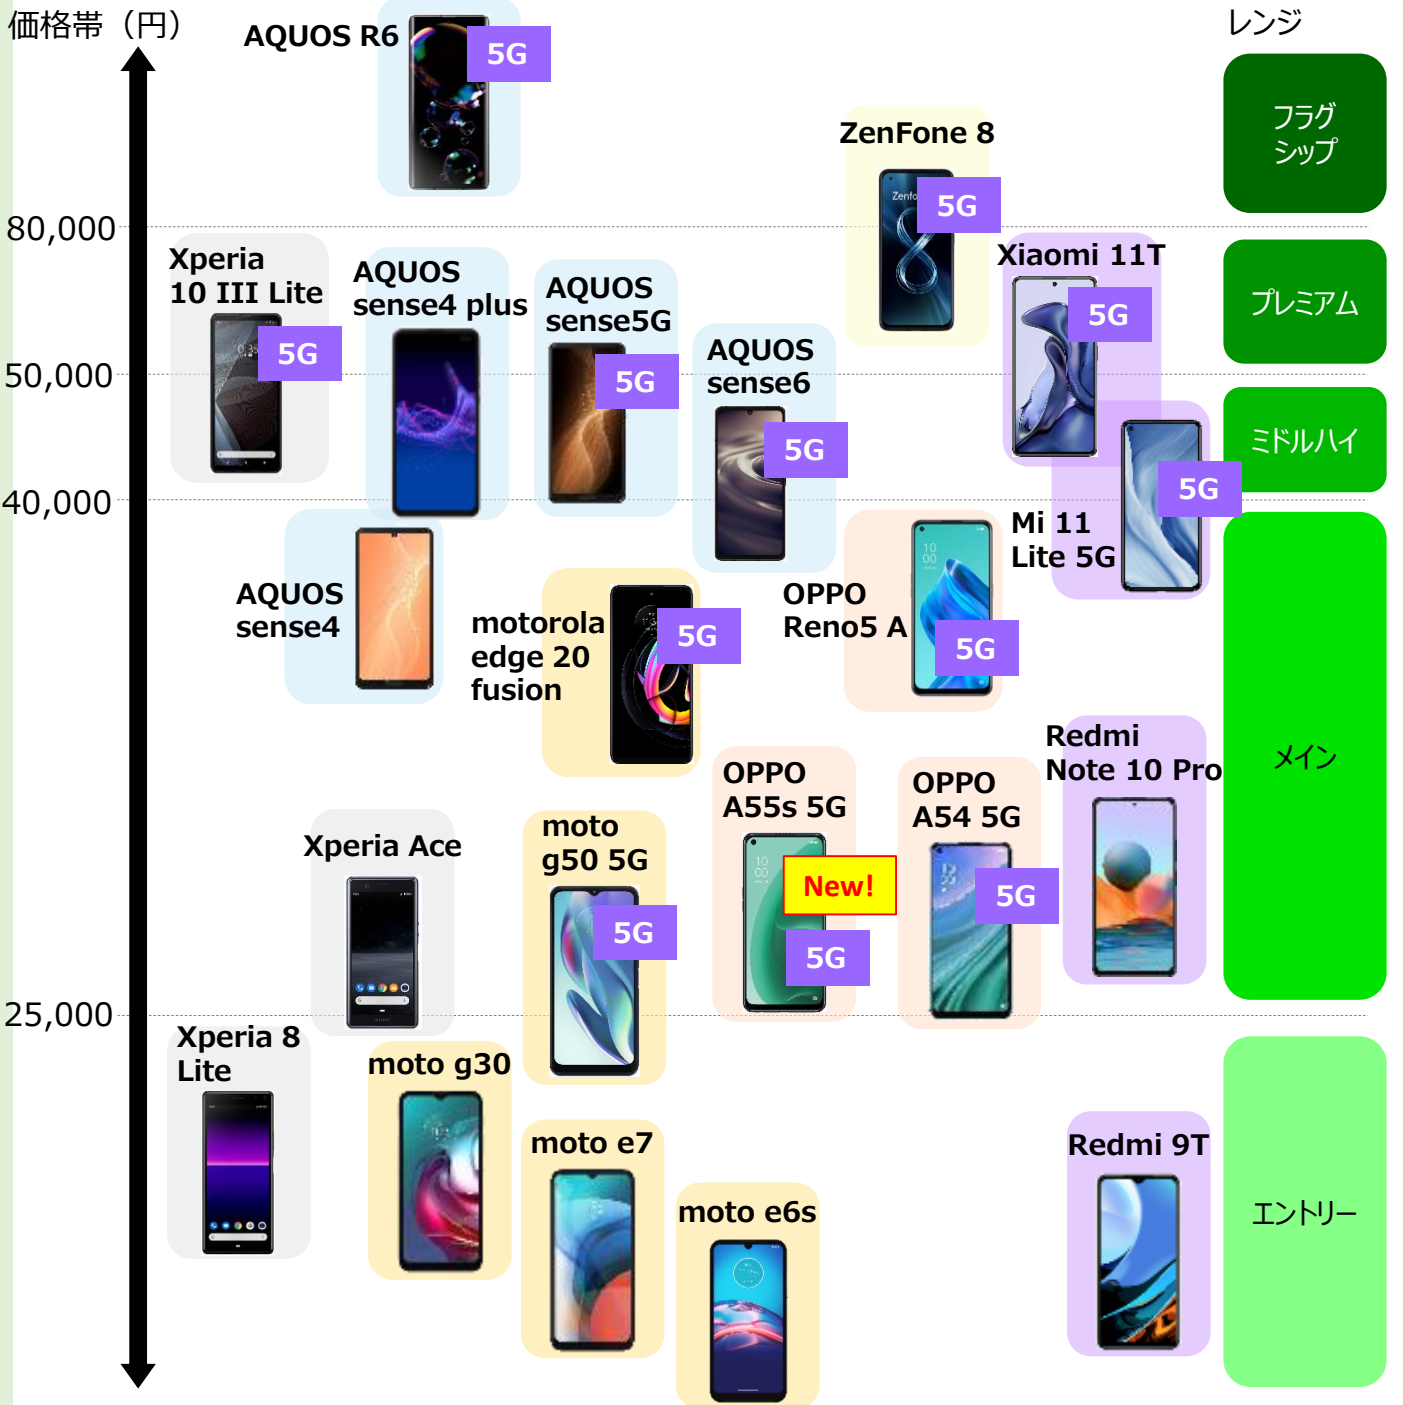 価格帯（円）
レンジ
AQUOS R6
5G
フラグ
シップ
ZenFone 8
Zenfo
5G
80,000
Xperia
10 III Lite
5G
AQUOS
sense4 plus
AQUOS
sense5G
5G
Xiaomi 11T
5G
プレミアム
AQUOS
sense6
5G
50,000
ミドルハイ
40,000
Mi 11
Lite 5G
5G
AQUOS
sense4
motorola
edge 20
fusion
5G
OPPO
Reno5 A
5G
メイン
Redmi
Note 10 Pro
OPPO
A55s 5G
New!
5G
OPPO
A54 5G
5G
Xperia Ace
moto
g50 5G
5G
25,000
Xperia 8
Lite
moto g30
moto e7
moto e6s
Redmi 9T
エントリー